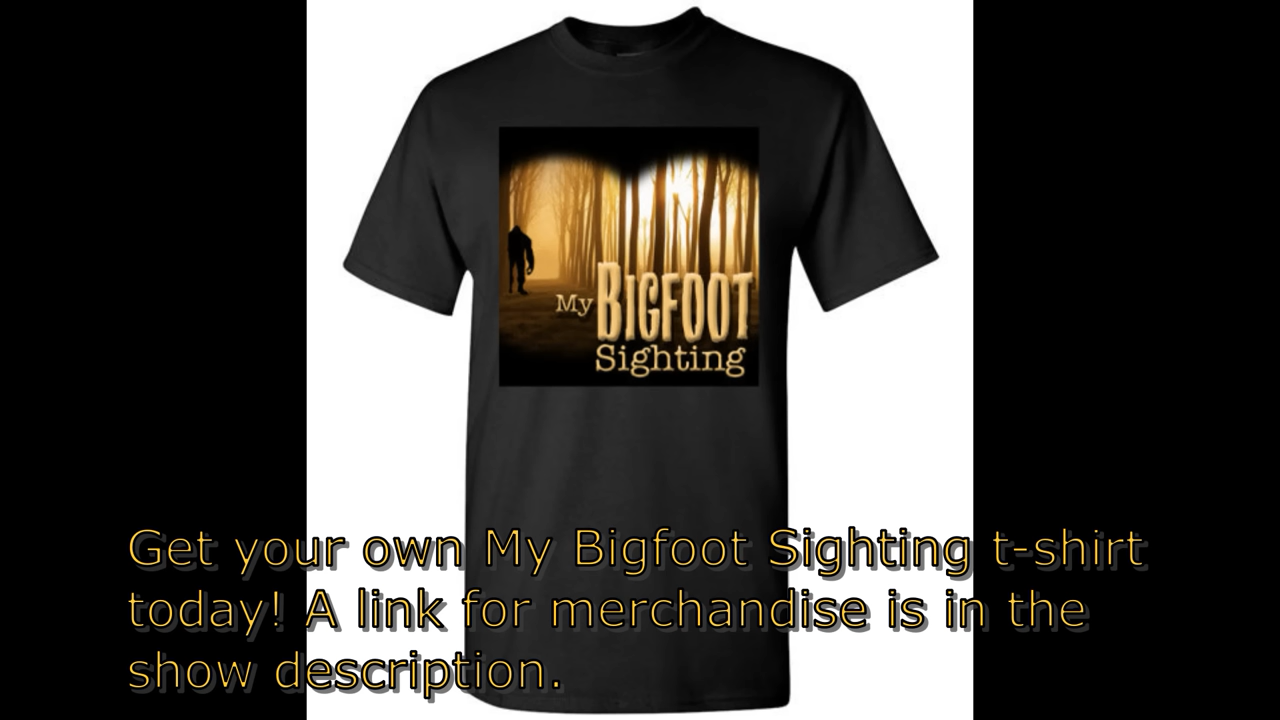 My BIGFOOT
Sighting
Get your own My Bigfoot Sighting t-shirt
today! A link for merchandise is in the
show description.